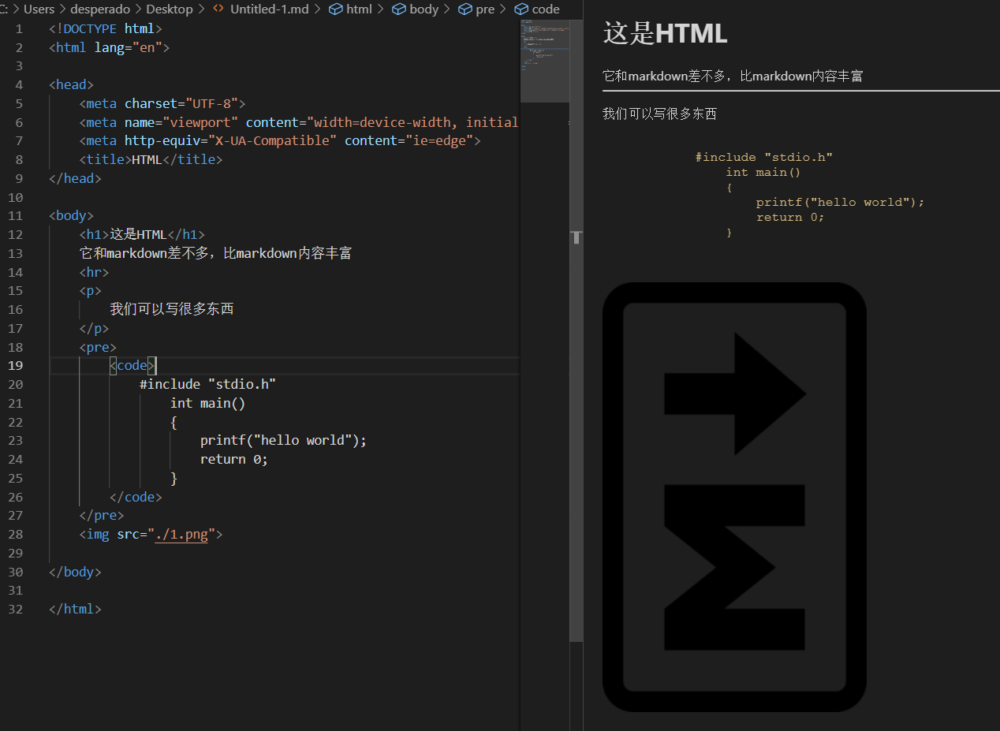 C: > Users > desperado > Desktop > <> Untitled-1.md > html > body > pre > code
1 <!DOCTYPE html>
2 <html lang="en">
3
4 <head>
5 <meta charset="UTF-8">
6 <meta name="viewport" content="width=device-width, initial
7 <meta http-equiv="X-UA-Compatible" content="ie=edge">
8 <title>HTML</title>
9 </head>
10
11 <body>
12 <h1>这是HTML</h1>
13 它和markdown差不多，比markdown内容丰富
14 <hr>
15 <p>
16 我们可以写很多东西
17 </p>
18 <pre>
19 <code>
20 #include "stdio.h"
21 int main()
22 {
23 printf("hello world");
24 return 0;
25 }
26 </code>
27 </pre>
28 <img src="./1.png">
29
30 </body>
31
32 </html>
这是HTML
它和markdown差不多，比markdown内容丰富
我们可以写很多东西
#include "stdio.h"
int main()
{
printf("hello world");
return 0;
}
M